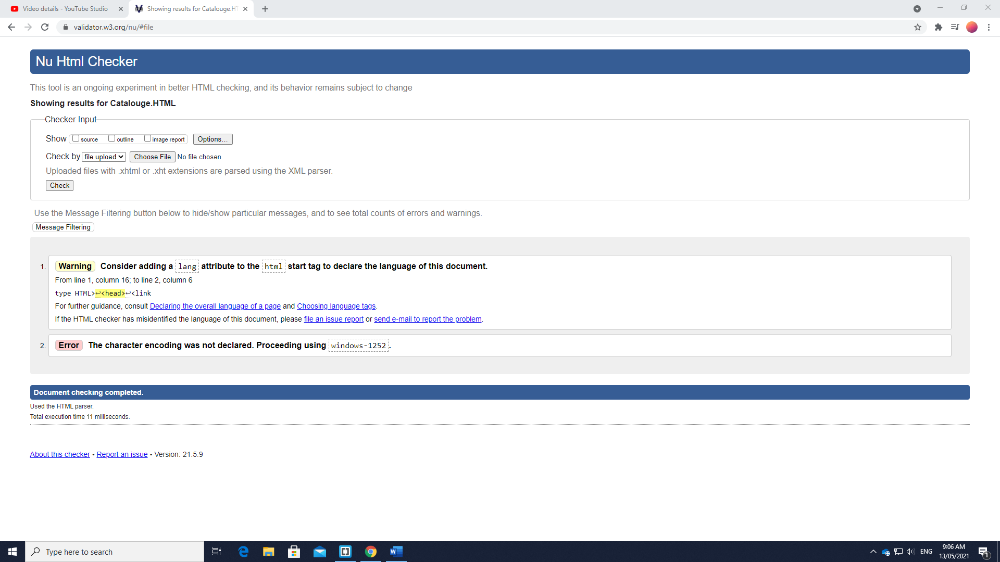 Video details - YouTube Studio
Showing results for Catalouge.HT
validator.w3.org/nu/#file
Nu Html Checker
This tool is an ongoing experiment in better HTML checking, and its behavior remains subject to change
Showing results for Catalouge.HTML
Checker Input
Show source outline image report Options...
Check by file upload Choose File No file chosen
Uploaded files with .xhtml or .xht extensions are parsed using the XML parser.
Check
Use the Message Filtering button below to hide/show particular messages, and to see total counts of errors and warnings.
Message Filtering
1. Warning Consider adding a lang attribute to the html start tag to declare the language of this document.
From line 1, column 16; to line 2, column 6
type HTML>↩<head>↩<link
For further guidance, consult Declaring the overall language of a page and Choosing language tags.
If the HTML checker has misidentified the language of this document, please file an issue report or send e-mail to report the problem.
2. Error The character encoding was not declared. Proceeding using windows-1252.
Document checking completed.
Used the HTML parser.
Total execution time 11 milliseconds.
About this checker • Report an issue • Version: 21.5.9
Type here to search
ENG
9:06 AM
13/05/2021
1